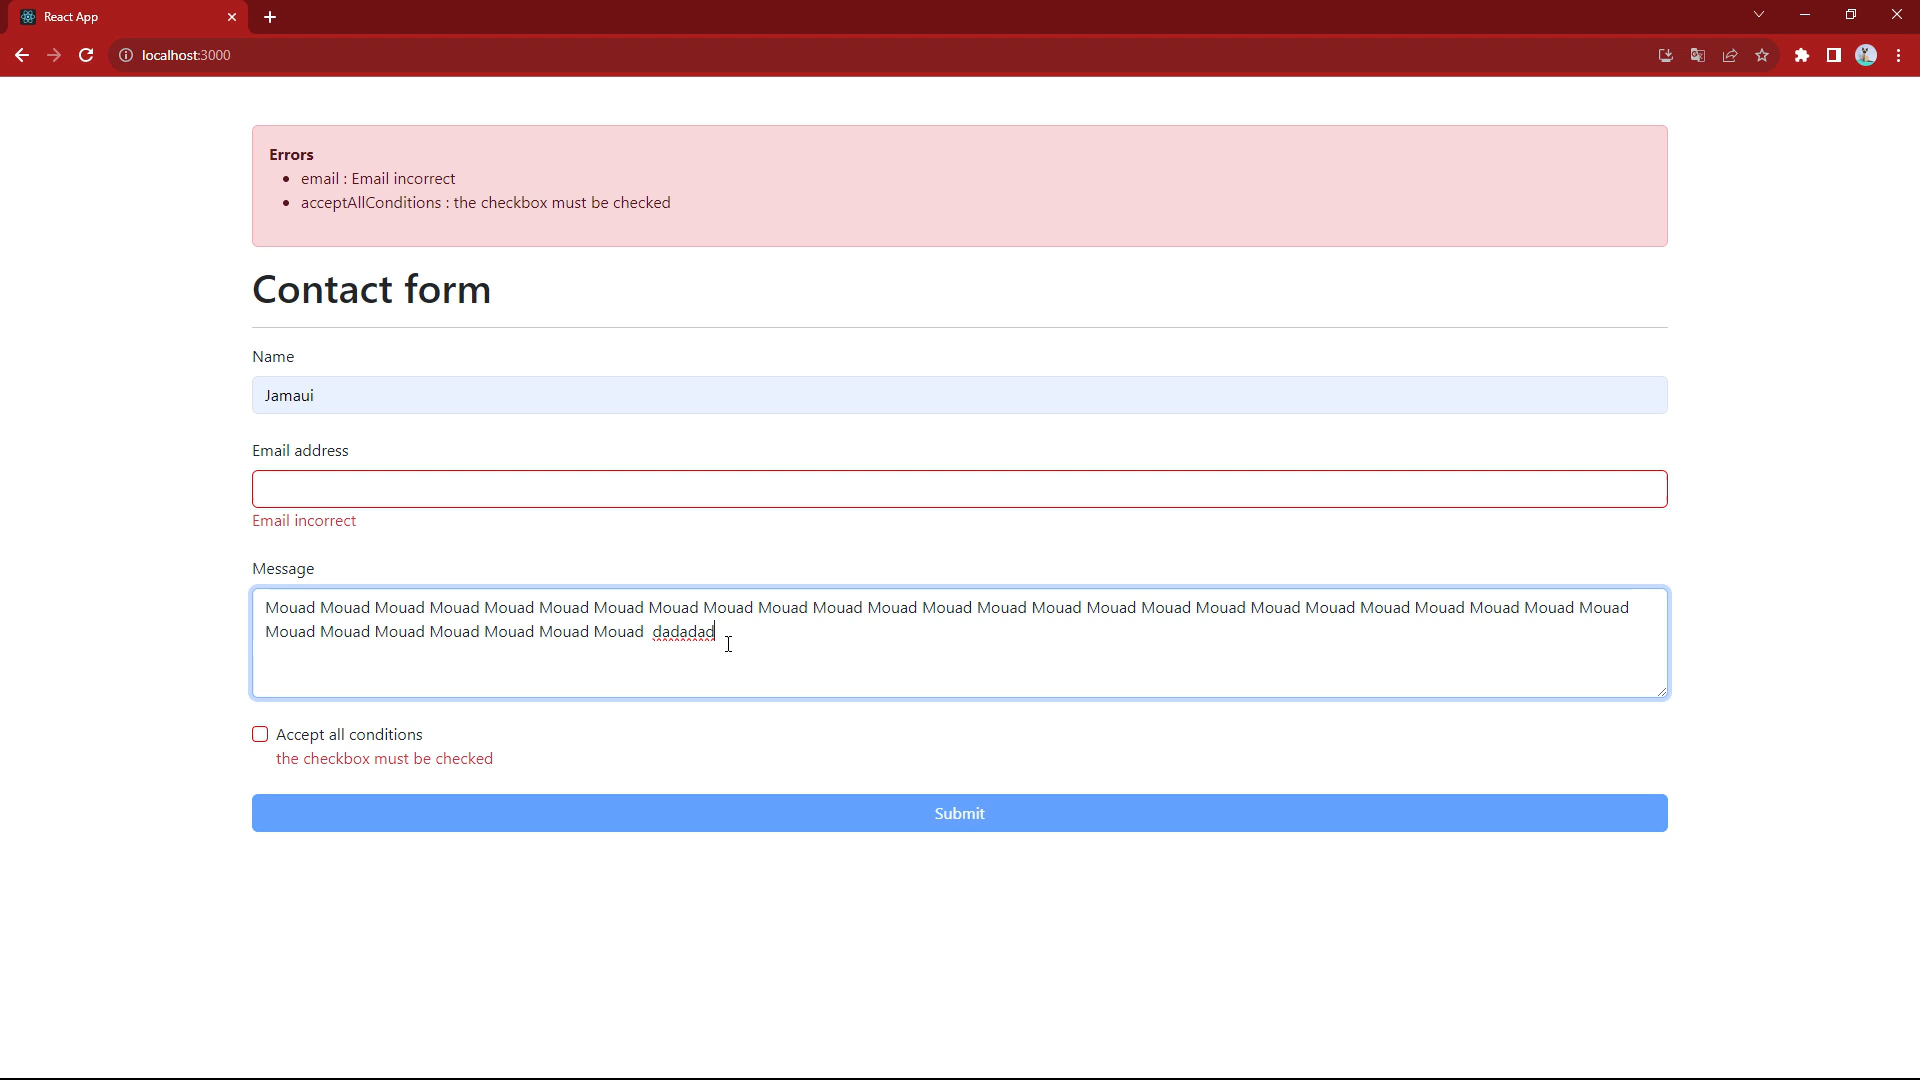 React App
localhost:3000
Errors
email : Email incorrect
acceptAllConditions : the checkbox must be checked
Contact form
Name
Jamaui
Email address
Email incorrect
Message
Mouad Mouad Mouad Mouad Mouad Mouad Mouad Mouad Mouad Mouad Mouad Mouad Mouad Mouad Mouad Mouad Mouad Mouad Mouad Mouad Mouad Mouad Mouad Mouad Mouad
Mouad Mouad Mouad Mouad Mouad Mouad Mouad dadadad
Accept all conditions
the checkbox must be checked
Submit